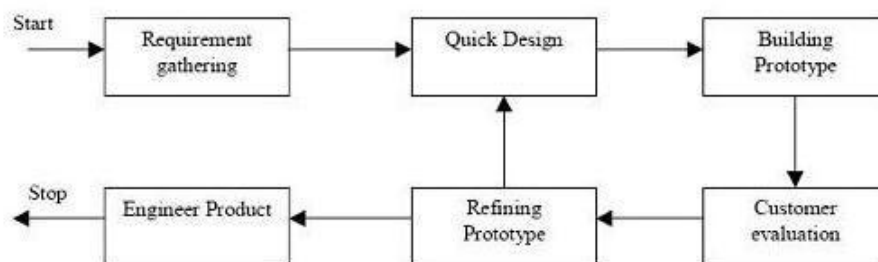 Start
Requirement
gathering
Quick Design
Building
Prototype
Stop
Engineer Product
Refining
Prototype
Customer
evaluation